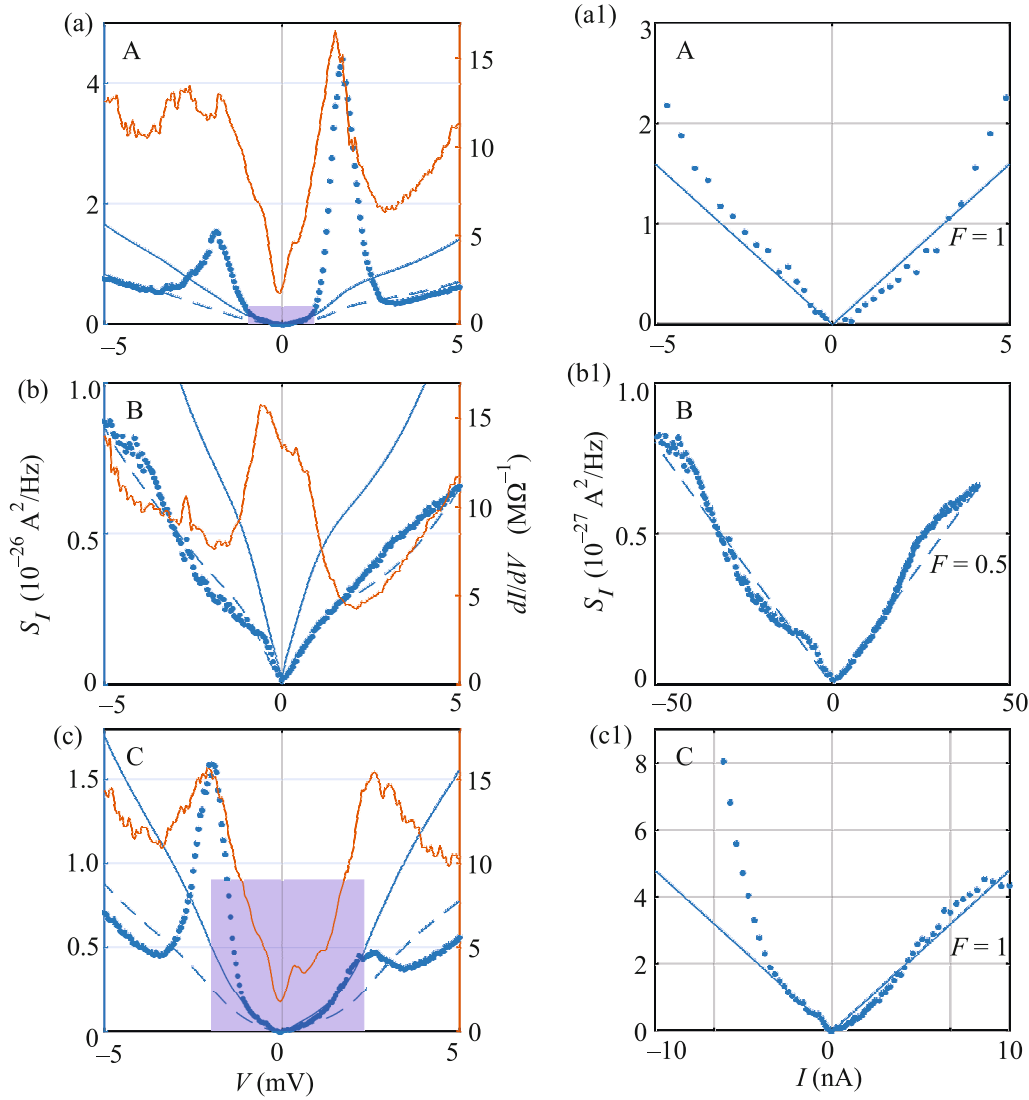 (a)
A
4
2
0
15
10
5
0
−5
0
5
(a1)
A
3
2
1
0
F = 1
−5
0
5
(b)
B
1.0
0.5
0
15
10
5
0
−5
0
5
S_I (10^{−26} A^2/Hz)
dI/dV (MΩ^{−1})
(b1)
B
1.0
0.5
0
F = 0.5
−50
0
50
S_I (10^{−27} A^2/Hz)
(c)
C
1.5
1.0
0.5
0
15
10
5
0
−5
0
5
V (mV)
(c1)
C
8
6
4
2
0
F = 1
−10
0
10
I (nA)